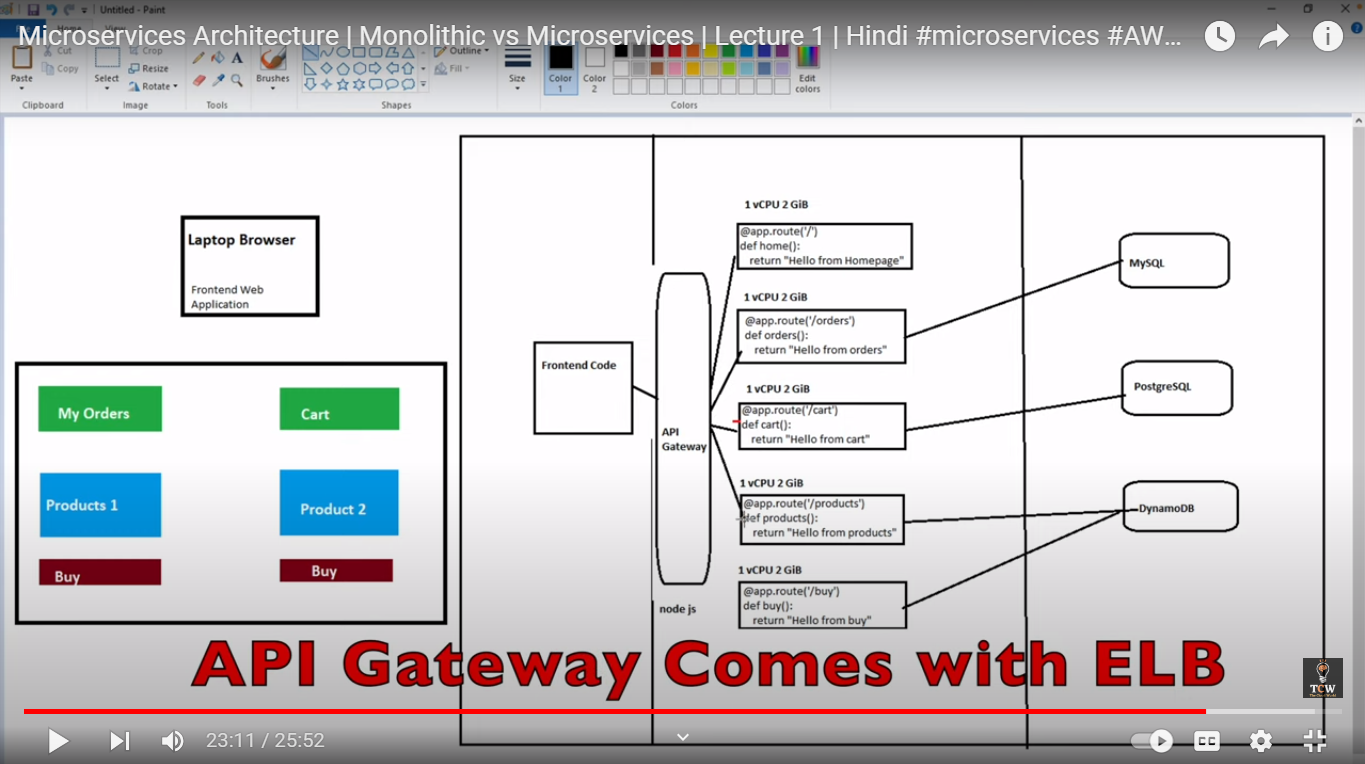 Untitled - Paint
Microservices Architecture | Monolithic vs Microservices | Lecture 1 | Hindi #microservices #AW...
Paste
Cut
Copy
Clipboard
Select
Crop
Resize
Rotate
Image
Tools
Brushes
Shapes
Outline
Fill
Size
Color
1
Color
2
Edit
colors
Colors
Laptop Browser
Frontend Web
Application
My Orders
Cart
Products 1
Product 2
Buy
Buy
Frontend Code
API
Gateway
node js
1 vCPU 2 GiB
@app.route('/')
def home():
return "Hello from Homepage"
1 vCPU 2 GiB
@app.route('/orders')
def orders():
return "Hello from orders"
1 vCPU 2 GiB
@app.route('/cart')
def cart():
return "Hello from cart"
1 vCPU 2 GiB
@app.route('/products')
def products():
return "Hello from products"
1 vCPU 2 GiB
@app.route('/buy')
def buy():
return "Hello from buy"
MySQL
PostgreSQL
DynamoDB
API Gateway Comes with ELB
TCW
23:11 / 25:52
CC